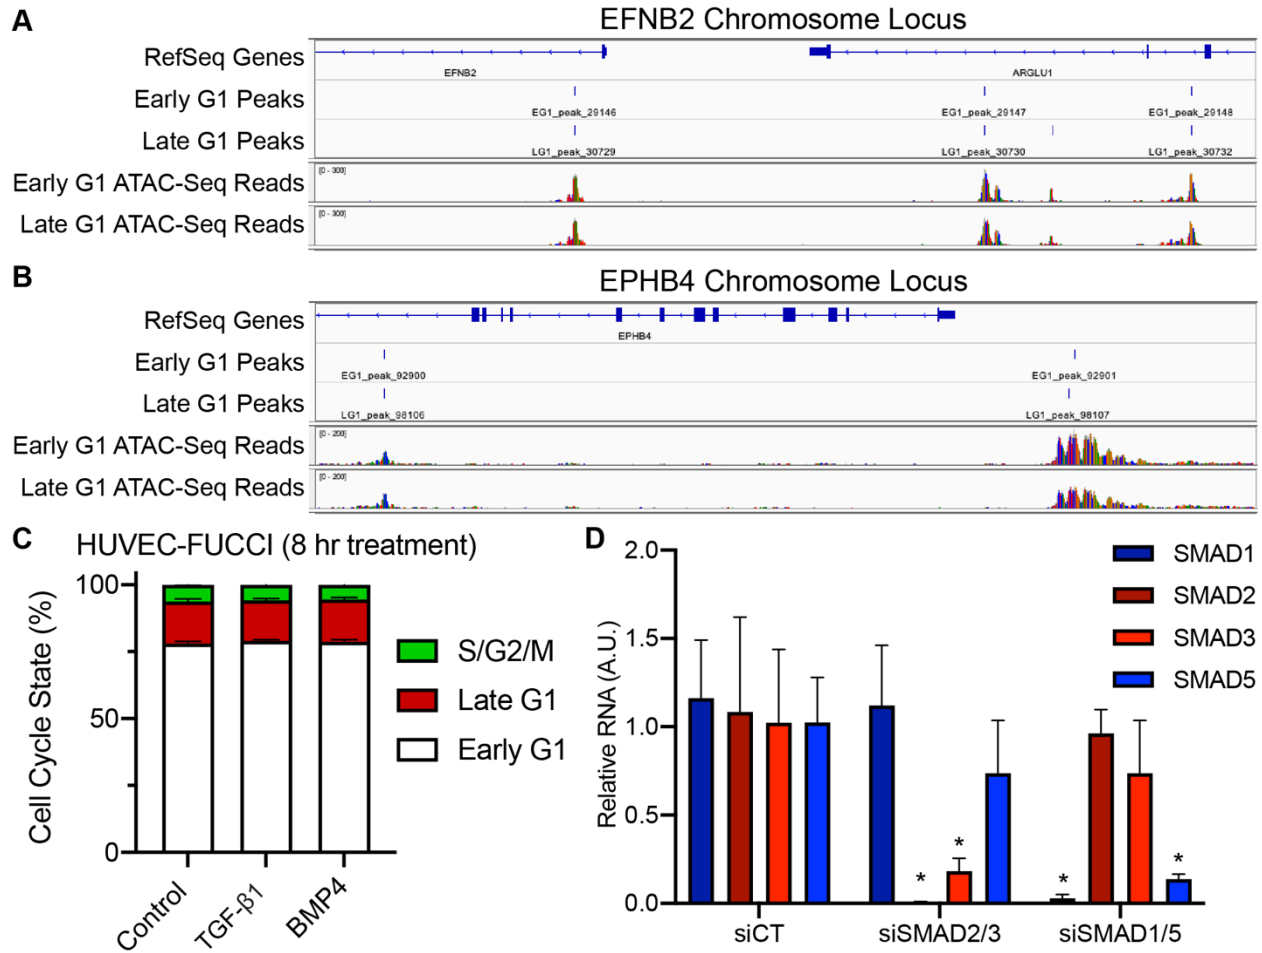 A
EFNB2 Chromosome Locus
RefSeq Genes
EFNB2
ARGLU1
Early G1 Peaks
EG1_peak_29146
EG1_peak_29147
EG1_peak_29148
Late G1 Peaks
LG1_peak_30729
LG1_peak_30730
LG1_peak_30732
Early G1 ATAC-Seq Reads
[0 - 300]
Late G1 ATAC-Seq Reads
[0 - 300]
B
EPHB4 Chromosome Locus
RefSeq Genes
EPHB4
Early G1 Peaks
EG1_peak_92900
EG1_peak_92901
Late G1 Peaks
LG1_peak_98106
LG1_peak_98107
Early G1 ATAC-Seq Reads
[0 - 200]
Late G1 ATAC-Seq Reads
[0 - 200]
C
HUVEC-FUCCI (8 hr treatment)
Cell Cycle State (%)
100
50
0
Control
TGF-β1
BMP4
S/G2/M
Late G1
Early G1
D
Relative RNA (A.U.)
2.0
1.5
1.0
0.5
0.0
*
*
*
*
siCT
siSMAD2/3
siSMAD1/5
SMAD1
SMAD2
SMAD3
SMAD5